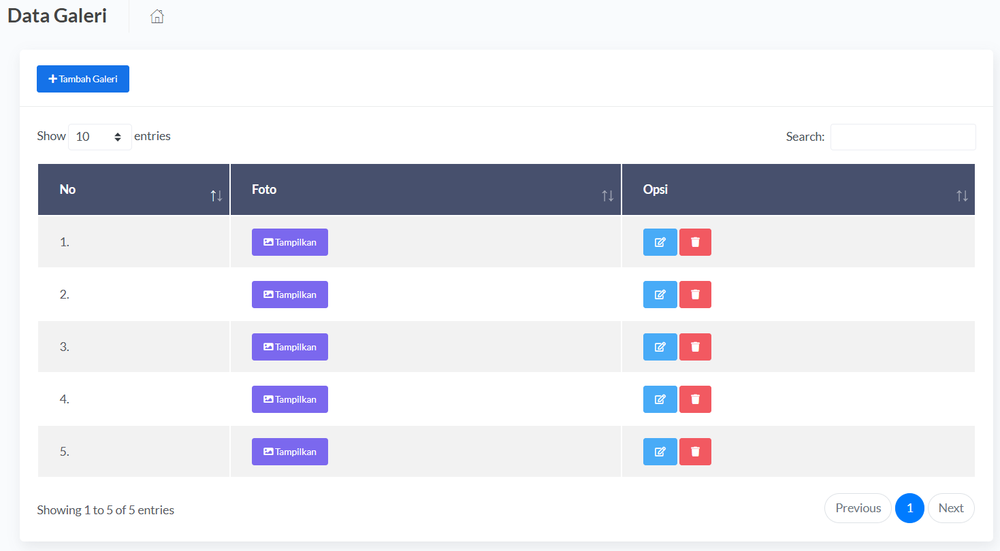 Data Galeri
Tambah Galeri
Show 10 entries Search:
No Foto Opsi
1. Tampilkan
2. Tampilkan
3. Tampilkan
4. Tampilkan
5. Tampilkan
Showing 1 to 5 of 5 entries Previous 1 Next